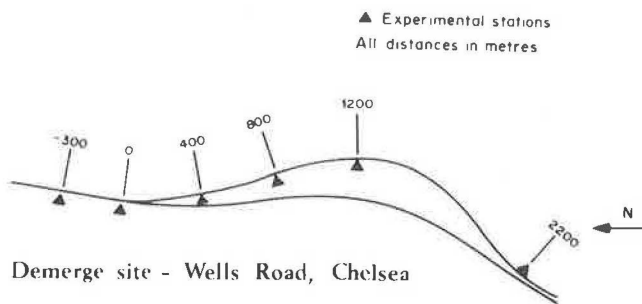 ▲ Experimental stations
All distances in metres
1200
800
400
0
-300
N
2200
Demerge site - Wells Road, Chelsea